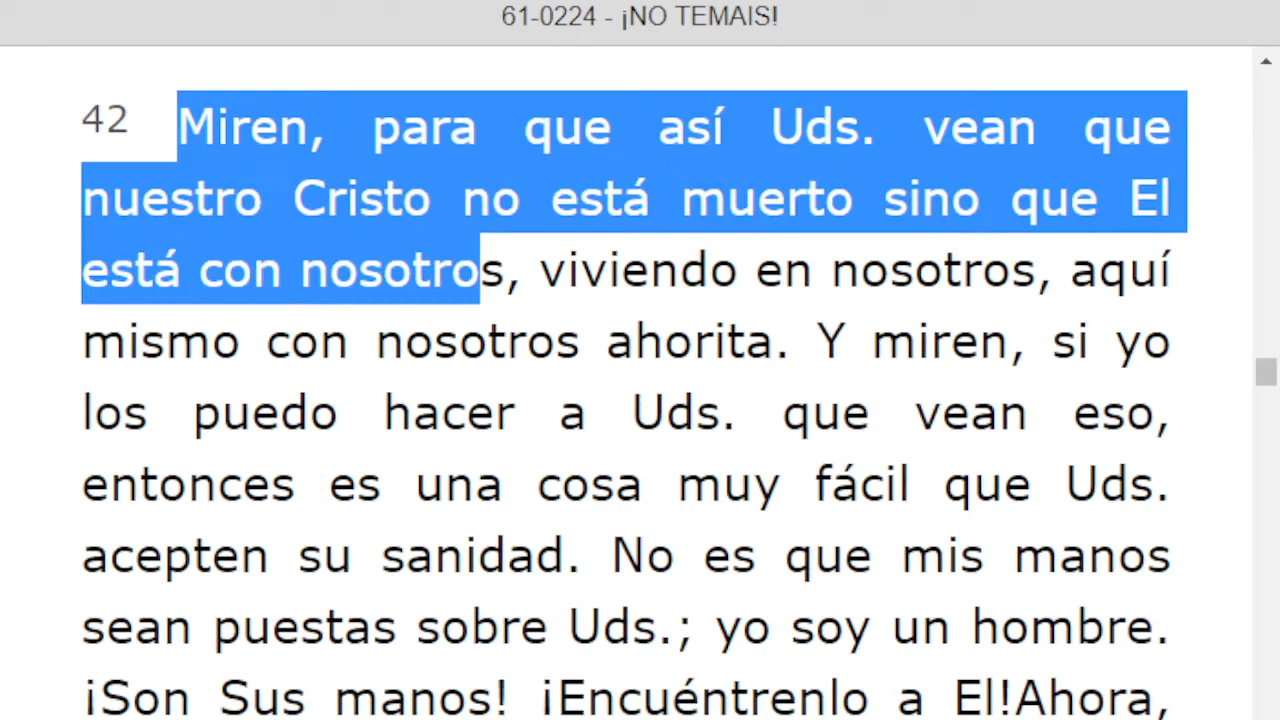 61-0224 - ¡NO TEMAIS!
42 Miren, para que así Uds. vean que
nuestro Cristo no está muerto sino que El
está con nosotros, viviendo en nosotros, aquí
mismo con nosotros ahorita. Y miren, si yo
los puedo hacer a Uds. que vean eso,
entonces es una cosa muy fácil que Uds.
acepten su sanidad. No es que mis manos
sean puestas sobre Uds.; yo soy un hombre.
¡Son Sus manos! ¡Encuéntrenlo a El!Ahora,